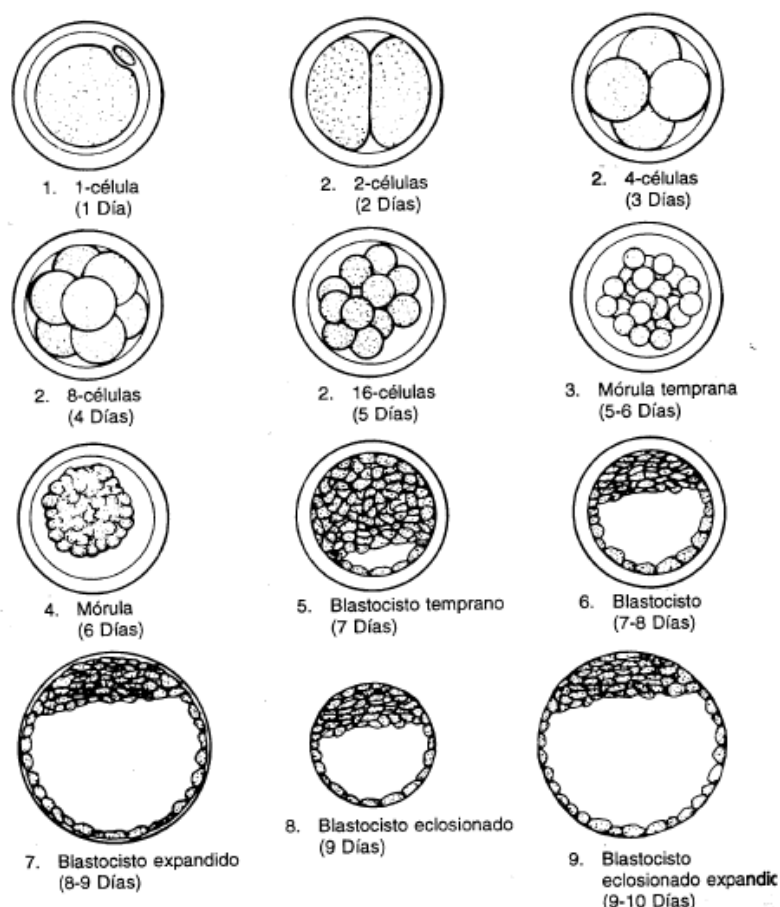 1. 1-célula
(1 Día)
2. 2-células
(2 Días)
2. 4-células
(3 Días)
2. 8-células
(4 Días)
2. 16-células
(5 Días)
3. Mórula temprana
(5-6 Días)
4. Mórula
(6 Días)
5. Blastocisto temprano
(7 Días)
6. Blastocisto
(7-8 Días)
7. Blastocisto expandido
(8-9 Días)
8. Blastocisto eclosionado
(9 Días)
9. Blastocisto
eclosionado expandid
(9-10 Días)